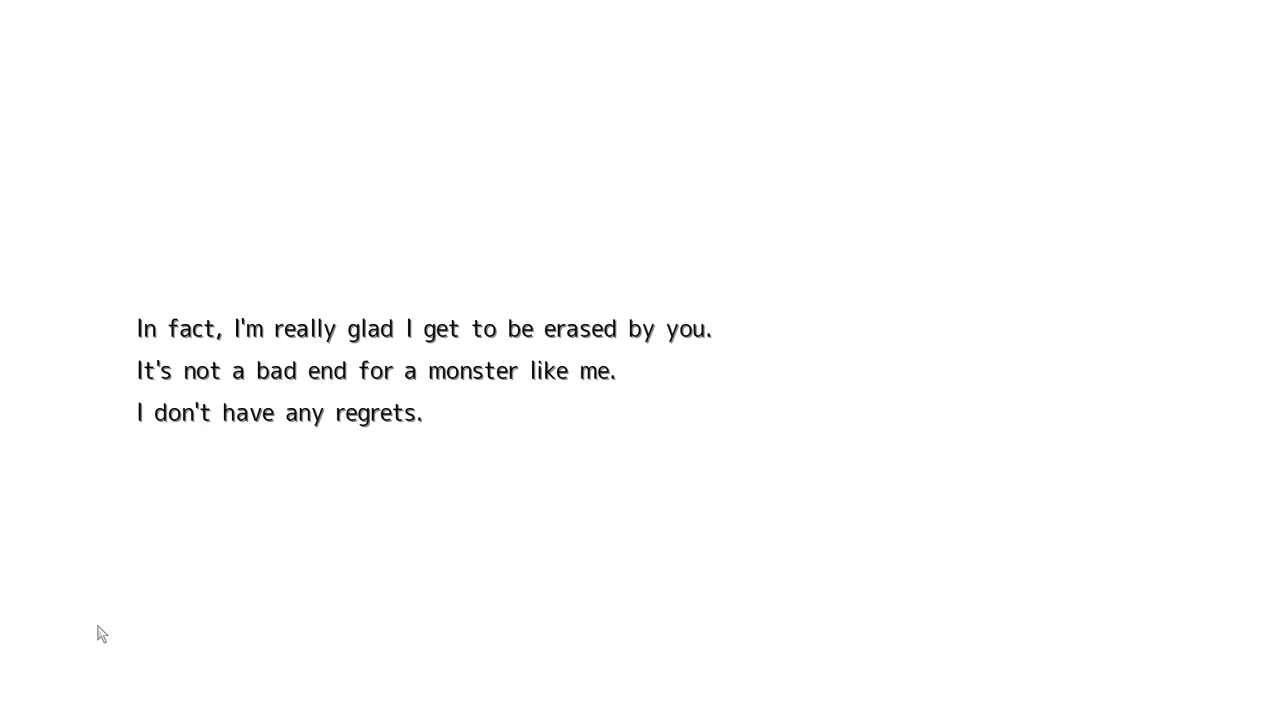 In fact, I'm really glad I get to be erased by you.
It's not a bad end for a monster like me.
I don't have any regrets.